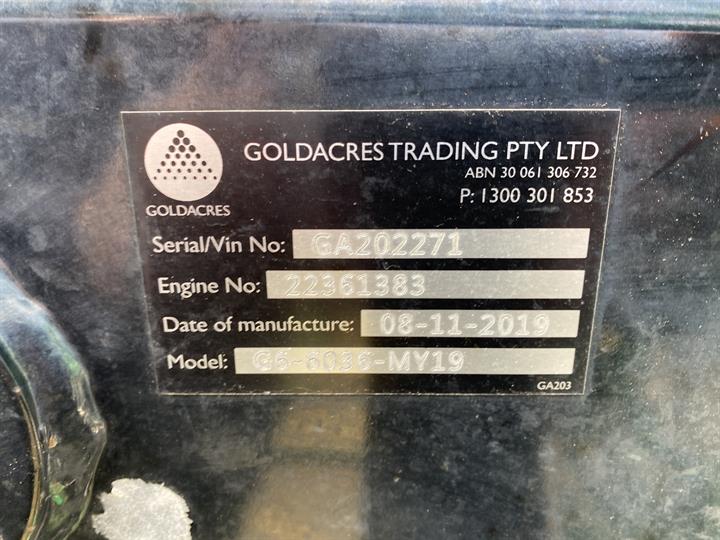 GOLDACRES TRADING PTY LTD
ABN 30 061 306 732
P: 1300 301 853
GOLDACRES
Serial/Vin No: GA202271
Engine No: 22361383
Date of manufacture: 08-11-2019
Model: G6-6036-MY19
GA203